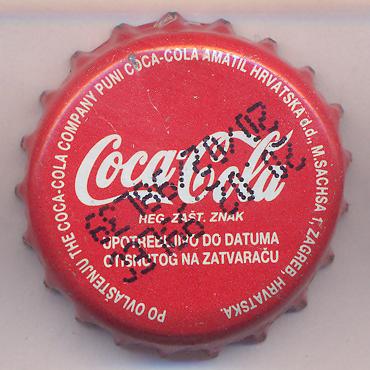 PO OVLAŠTENJU THE COCA-COLA COMPANY PUNI COCA-COLA AMATIL HRVATSKA d.d., M.SACHSA 1, ZAGREB, HRVATSKA.
Coca-Cola
REG. ZAŠT. ZNAK
UPOTREBLJIVO DO DATUMA
OTISNUTOG NA ZATVARAČU